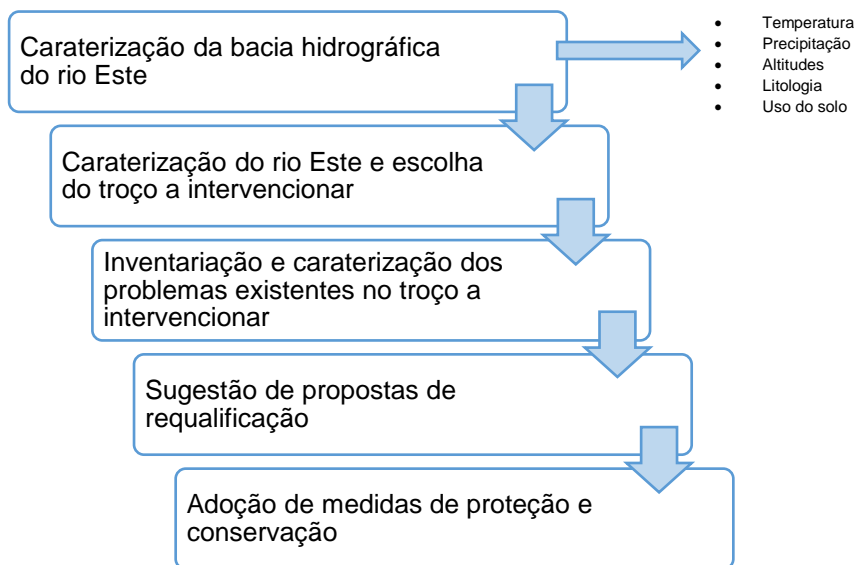 Caraterização da bacia hidrográfica
do rio Este
• Temperatura
• Precipitação
• Altitudes
• Litologia
• Uso do solo
Caraterização do rio Este e escolha
do troço a intervencionar
Inventariação e caraterização dos
problemas existentes no troço a
intervencionar
Sugestão de propostas de
requalificação
Adoção de medidas de proteção e
conservação